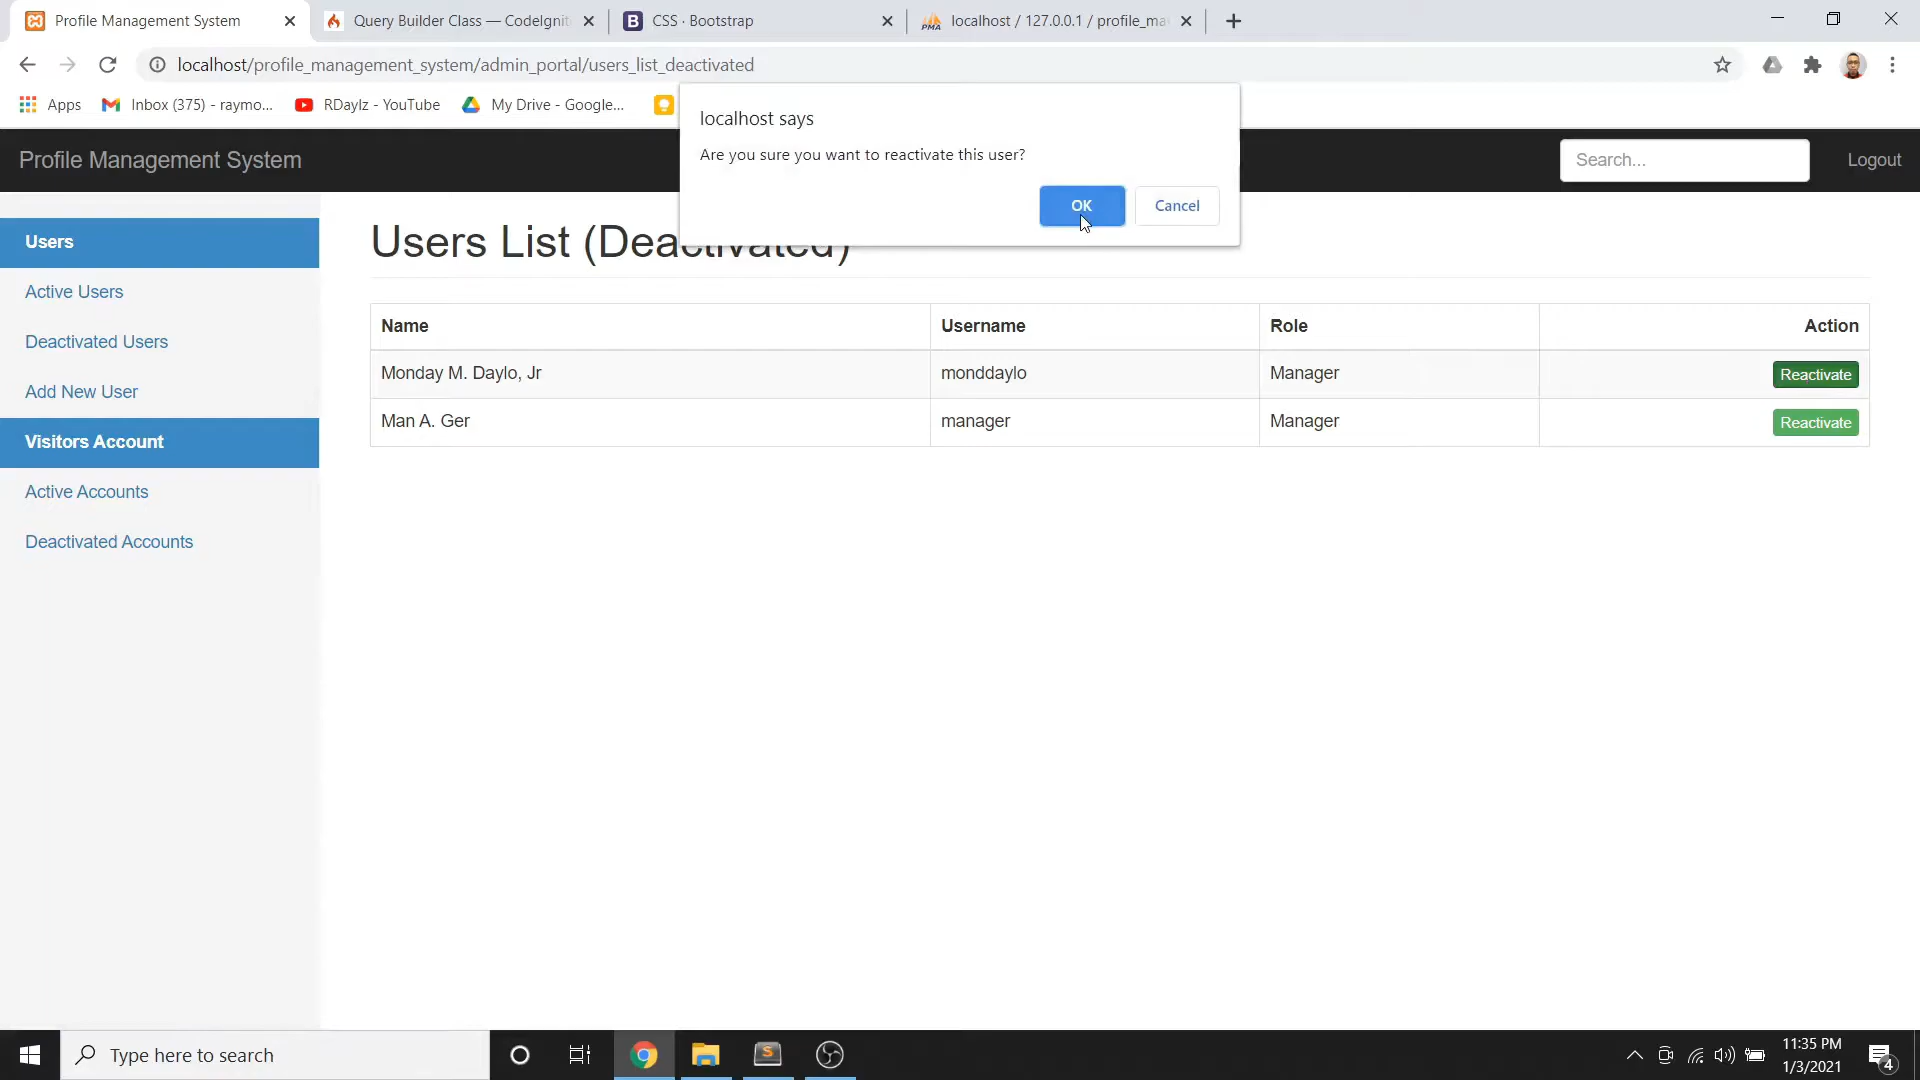 Profile Management System
Query Builder Class — CodeIgnit
CSS · Bootstrap
PMA
localhost / 127.0.0.1 / profile_ma
localhost/profile_management_system/admin_portal/users_list_deactivated
Apps
Inbox (375) - raymo...
RDaylz - YouTube
My Drive - Google...
localhost says
Are you sure you want to reactivate this user?
OK
Cancel
Profile Management System
Search...
Logout
Users
Active Users
Deactivated Users
Add New User
Visitors Account
Active Accounts
Deactivated Accounts
Users List (Deactivated)
Name Username Role Action
Monday M. Daylo, Jr monddaylo Manager Reactivate
Man A. Ger manager Manager Reactivate
Type here to search
11:35 PM
1/3/2021
4